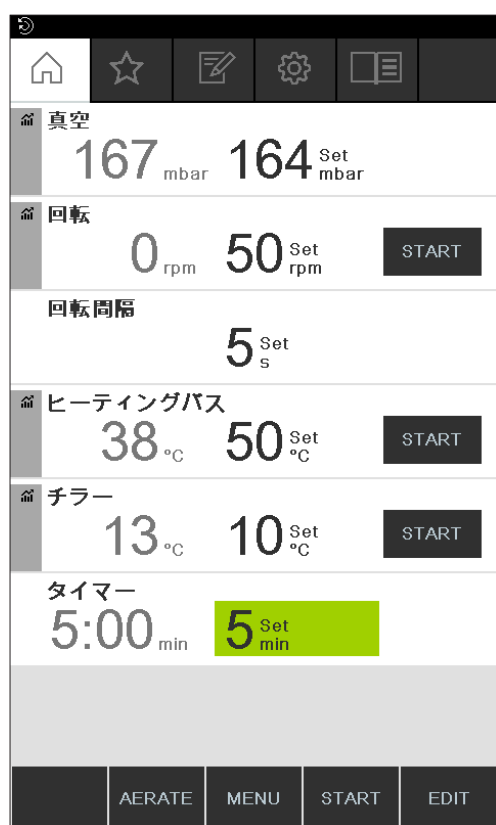 真空
167 mbar 164 Set mbar
回転
0 rpm 50 Set rpm START
回転間隔
5 Set s
ヒーティングバス
38 °C 50 Set °C START
チラー
13 °C 10 Set °C START
タイマー
5:00 min 5 Set min
AERATE MENU START EDIT